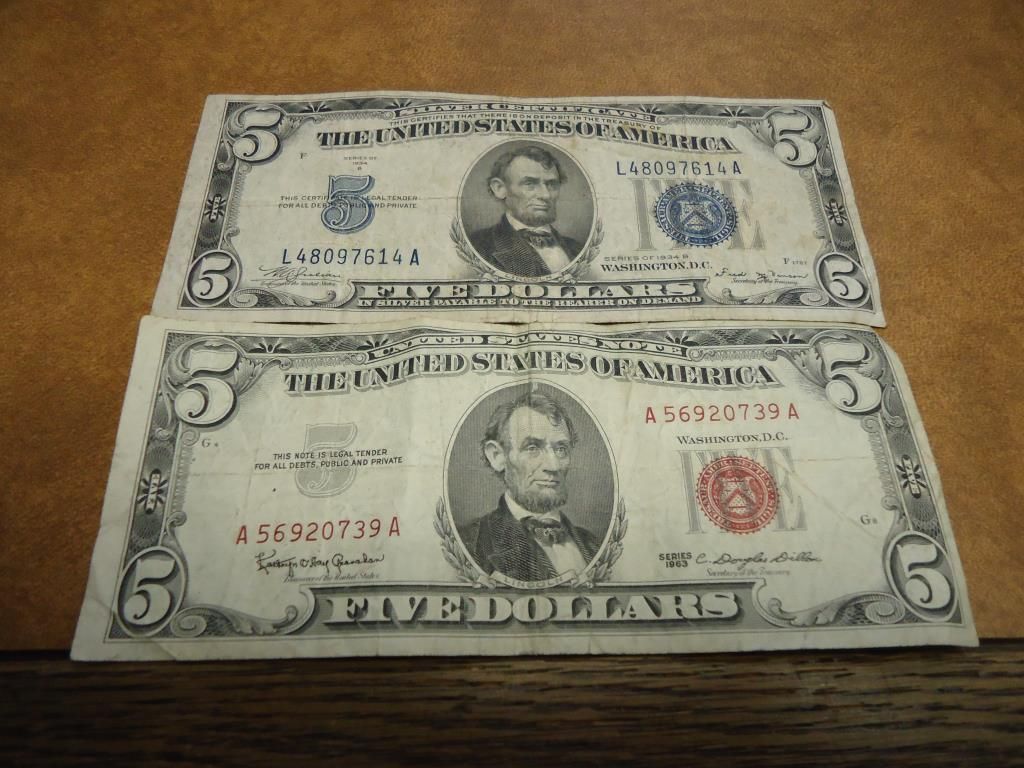 SILVER CERTIFICATE
THIS CERTIFIES THAT THERE IS ON DEPOSIT IN THE TREASURY OF
5 THE UNITED STATES OF AMERICA 5
F
SERIES OF
1934
B
L48097614A
THIS CERTIFICATE IS LEGAL TENDER
FOR ALL DEBTS PUBLIC AND PRIVATE
5
FIVE
L48097614A
SERIES OF 1934 B
WASHINGTON, D.C.
F
Secretary of the Treasury
5 FIVE DOLLARS 5
IN SILVER PAYABLE TO THE BEARER ON DEMAND
UNITED STATES NOTE
5 THE UNITED STATES OF AMERICA 5
A 56920739 A
WASHINGTON, D.C.
G
THIS NOTE IS LEGAL TENDER
FOR ALL DEBTS, PUBLIC AND PRIVATE
5
FIVE
G
A 56920739 A
SERIES
1963
C. Douglas Dillon
Treasurer of the United States
Secretary of the Treasury
LINCOLN
5 FIVE DOLLARS 5